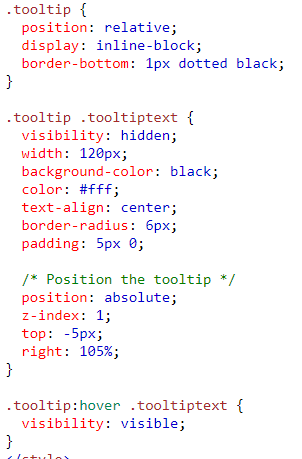 .tooltip {
  position: relative;
  display: inline-block;
  border-bottom: 1px dotted black;
}

.tooltip .tooltiptext {
  visibility: hidden;
  width: 120px;
  background-color: black;
  color: #fff;
  text-align: center;
  border-radius: 6px;
  padding: 5px 0;

  /* Position the tooltip */
  position: absolute;
  z-index: 1;
  top: -5px;
  right: 105%;
}

.tooltip:hover .tooltiptext {
  visibility: visible;
}
</style>